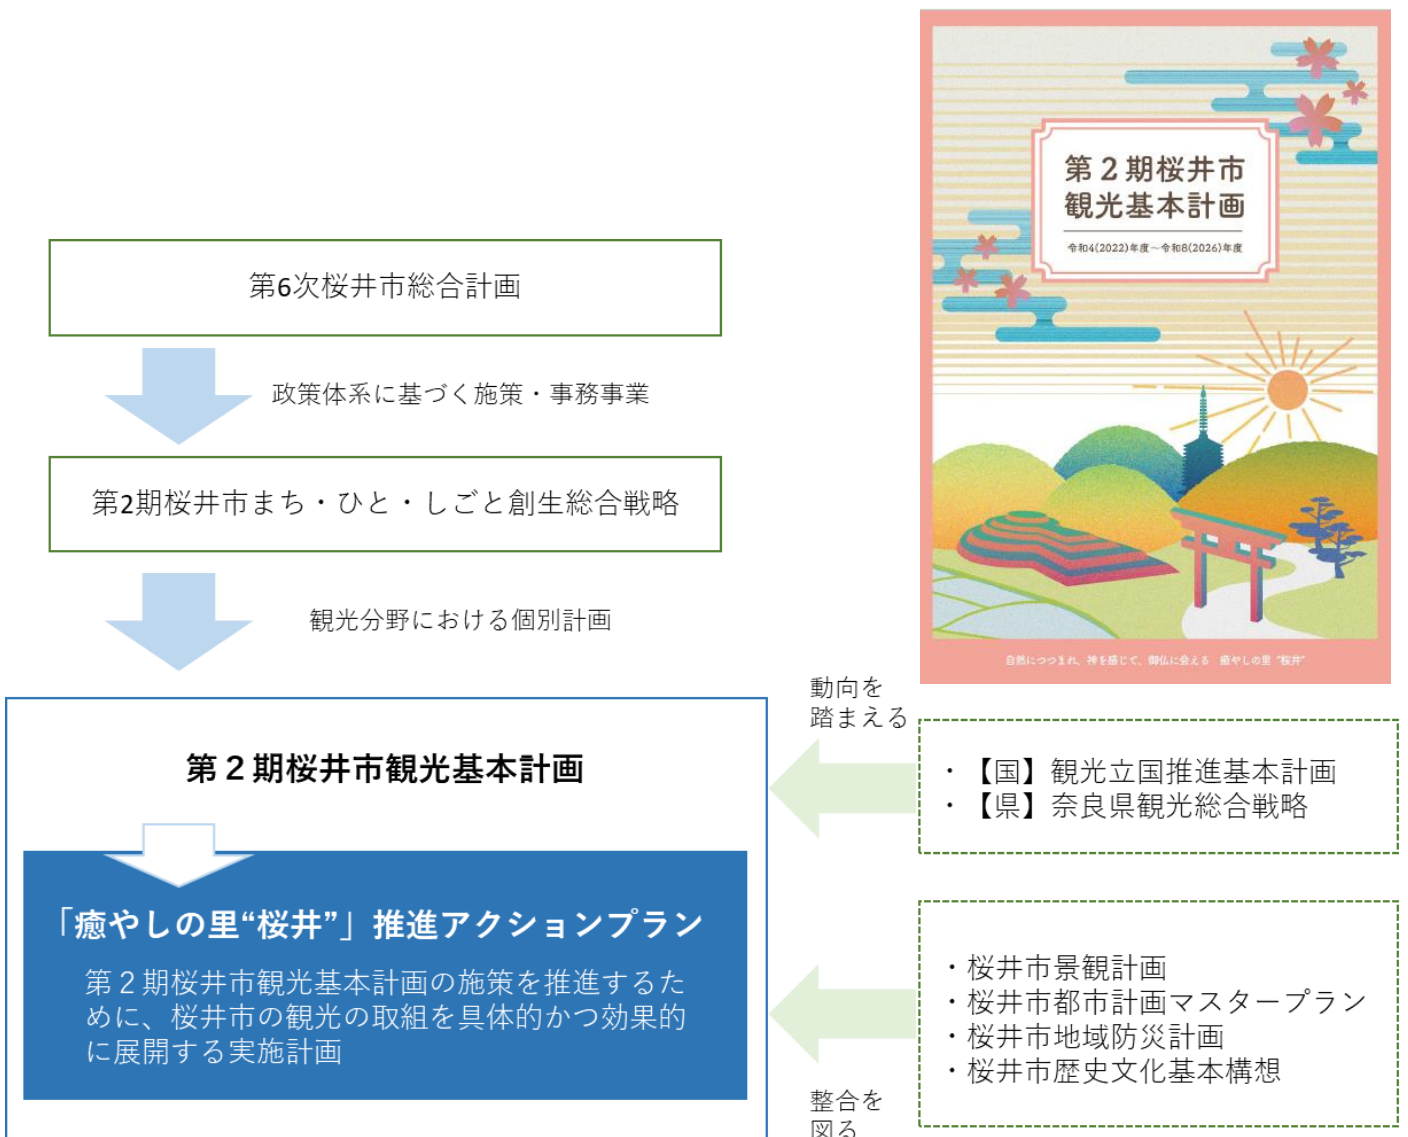 第２期桜井市
観光基本計画
令和4(2022)年度～令和8(2026)年度
自然につつまれ、神を感じて、御仏に会える　癒やしの里 “桜井”
第6次桜井市総合計画
政策体系に基づく施策・事務事業
第2期桜井市まち・ひと・しごと創生総合戦略
観光分野における個別計画
第２期桜井市観光基本計画
「癒やしの里“桜井”」推進アクションプラン
第２期桜井市観光基本計画の施策を推進するた
めに、桜井市の観光の取組を具体的かつ効果的
に展開する実施計画
動向を
踏まえる
・【国】観光立国推進基本計画
・【県】奈良県観光総合戦略
・桜井市景観計画
・桜井市都市計画マスタープラン
・桜井市地域防災計画
・桜井市歴史文化基本構想
整合を
図る